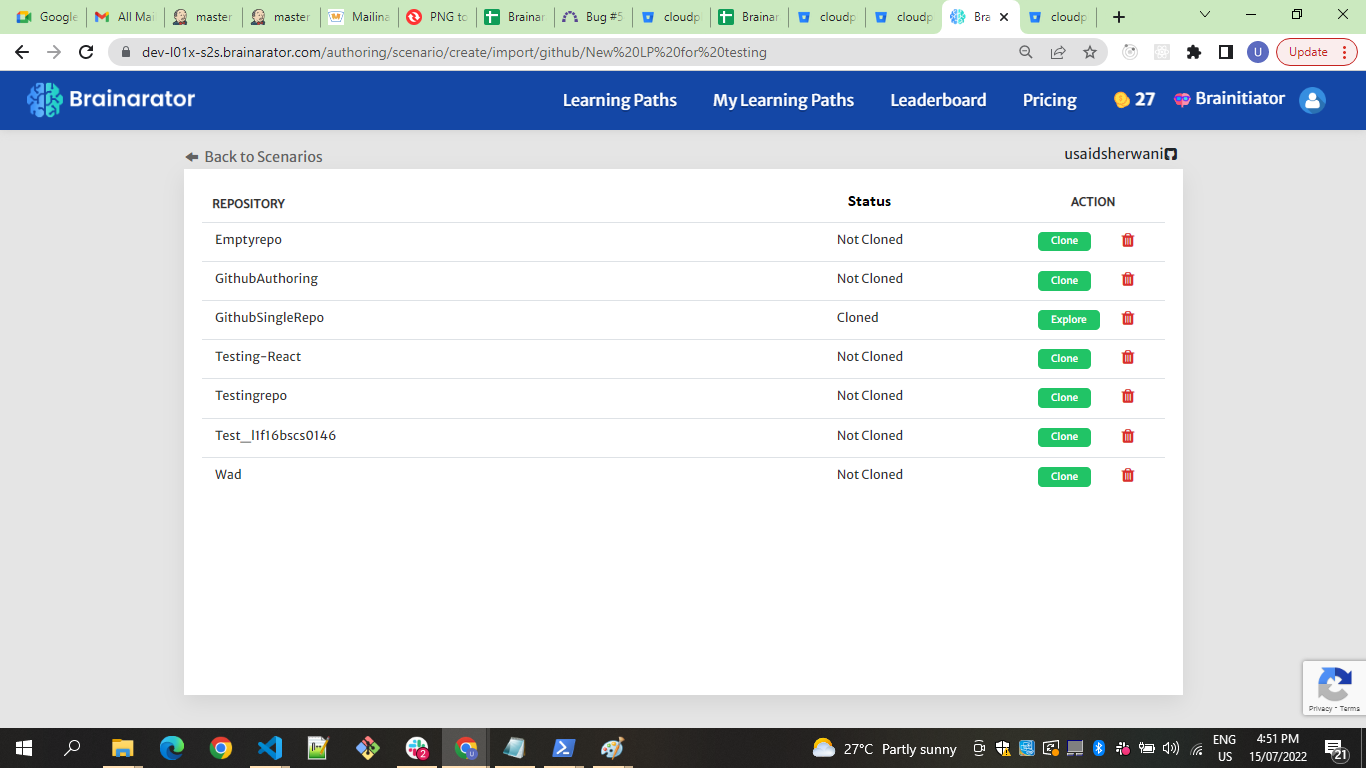 Google
All Mai
master
master
Mailina
PNG to
Brainar
Bug #5
cloudp
Brainar
cloudp
cloudp
Bra
cloudp
dev-l01x-s2s.brainarator.com/authoring/scenario/create/import/github/New%20LP%20for%20testing
U
Update
Brainarator
Learning Paths
My Learning Paths
Leaderboard
Pricing
27
Brainitiator
Back to Scenarios
usaidsherwani
REPOSITORY Status ACTION
Emptyrepo Not Cloned Clone
GithubAuthoring Not Cloned Clone
GithubSingleRepo Cloned Explore
Testing-React Not Cloned Clone
Testingrepo Not Cloned Clone
Test_l1f16bscs0146 Not Cloned Clone
Wad Not Cloned Clone
Privacy - Terms
2
27°C Partly sunny
ENG
US
4:51 PM
15/07/2022
21